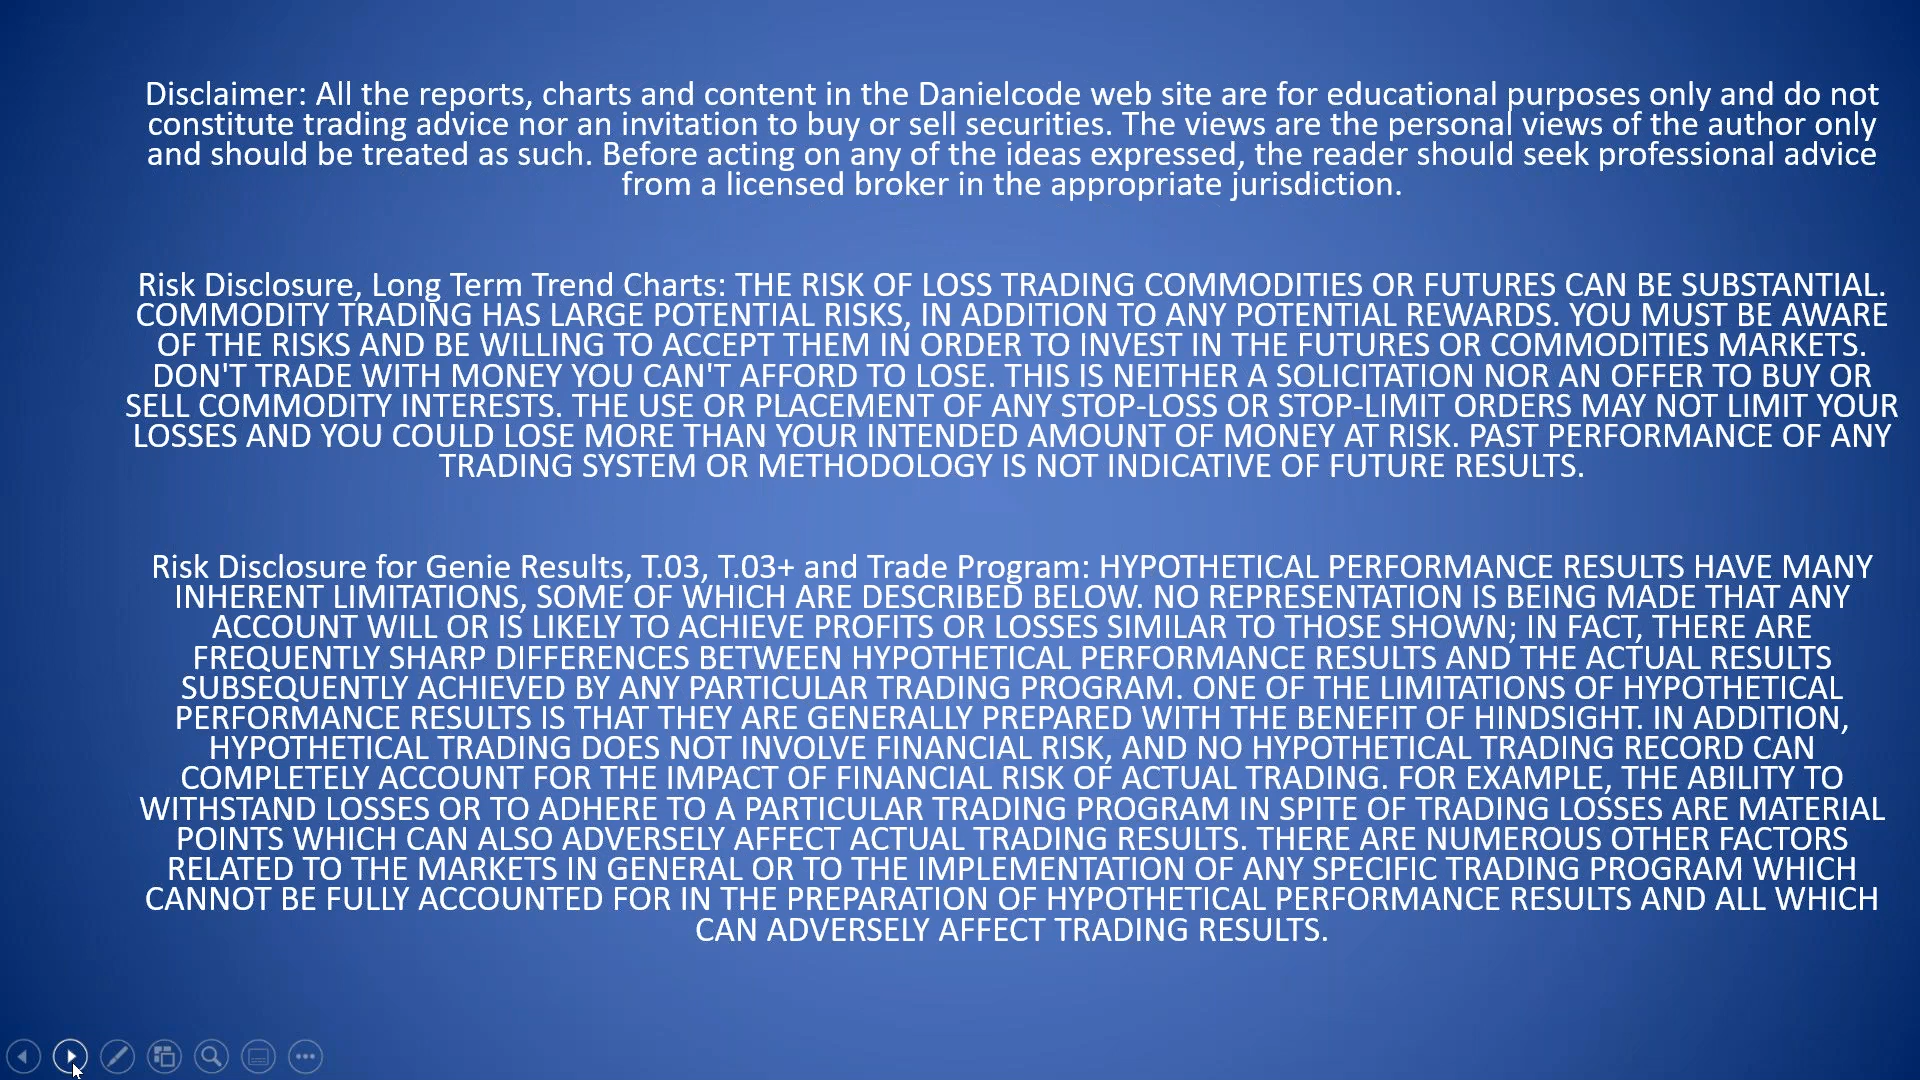 Disclaimer: All the reports, charts and content in the Danielcode web site are for educational purposes only and do not
constitute trading advice nor an invitation to buy or sell securities. The views are the personal views of the author only
and should be treated as such. Before acting on any of the ideas expressed, the reader should seek professional advice
from a licensed broker in the appropriate jurisdiction.
Risk Disclosure, Long Term Trend Charts: THE RISK OF LOSS TRADING COMMODITIES OR FUTURES CAN BE SUBSTANTIAL.
COMMODITY TRADING HAS LARGE POTENTIAL RISKS, IN ADDITION TO ANY POTENTIAL REWARDS. YOU MUST BE AWARE
OF THE RISKS AND BE WILLING TO ACCEPT THEM IN ORDER TO INVEST IN THE FUTURES OR COMMODITIES MARKETS.
DON'T TRADE WITH MONEY YOU CAN'T AFFORD TO LOSE. THIS IS NEITHER A SOLICITATION NOR AN OFFER TO BUY OR
SELL COMMODITY INTERESTS. THE USE OR PLACEMENT OF ANY STOP-LOSS OR STOP-LIMIT ORDERS MAY NOT LIMIT YOUR
LOSSES AND YOU COULD LOSE MORE THAN YOUR INTENDED AMOUNT OF MONEY AT RISK. PAST PERFORMANCE OF ANY
TRADING SYSTEM OR METHODOLOGY IS NOT INDICATIVE OF FUTURE RESULTS.
Risk Disclosure for Genie Results, T.03, T.03+ and Trade Program: HYPOTHETICAL PERFORMANCE RESULTS HAVE MANY
INHERENT LIMITATIONS, SOME OF WHICH ARE DESCRIBED BELOW. NO REPRESENTATION IS BEING MADE THAT ANY
ACCOUNT WILL OR IS LIKELY TO ACHIEVE PROFITS OR LOSSES SIMILAR TO THOSE SHOWN; IN FACT, THERE ARE
FREQUENTLY SHARP DIFFERENCES BETWEEN HYPOTHETICAL PERFORMANCE RESULTS AND THE ACTUAL RESULTS
SUBSEQUENTLY ACHIEVED BY ANY PARTICULAR TRADING PROGRAM. ONE OF THE LIMITATIONS OF HYPOTHETICAL
PERFORMANCE RESULTS IS THAT THEY ARE GENERALLY PREPARED WITH THE BENEFIT OF HINDSIGHT. IN ADDITION,
HYPOTHETICAL TRADING DOES NOT INVOLVE FINANCIAL RISK, AND NO HYPOTHETICAL TRADING RECORD CAN
COMPLETELY ACCOUNT FOR THE IMPACT OF FINANCIAL RISK OF ACTUAL TRADING. FOR EXAMPLE, THE ABILITY TO
WITHSTAND LOSSES OR TO ADHERE TO A PARTICULAR TRADING PROGRAM IN SPITE OF TRADING LOSSES ARE MATERIAL
POINTS WHICH CAN ALSO ADVERSELY AFFECT ACTUAL TRADING RESULTS. THERE ARE NUMEROUS OTHER FACTORS
RELATED TO THE MARKETS IN GENERAL OR TO THE IMPLEMENTATION OF ANY SPECIFIC TRADING PROGRAM WHICH
CANNOT BE FULLY ACCOUNTED FOR IN THE PREPARATION OF HYPOTHETICAL PERFORMANCE RESULTS AND ALL WHICH
CAN ADVERSELY AFFECT TRADING RESULTS.